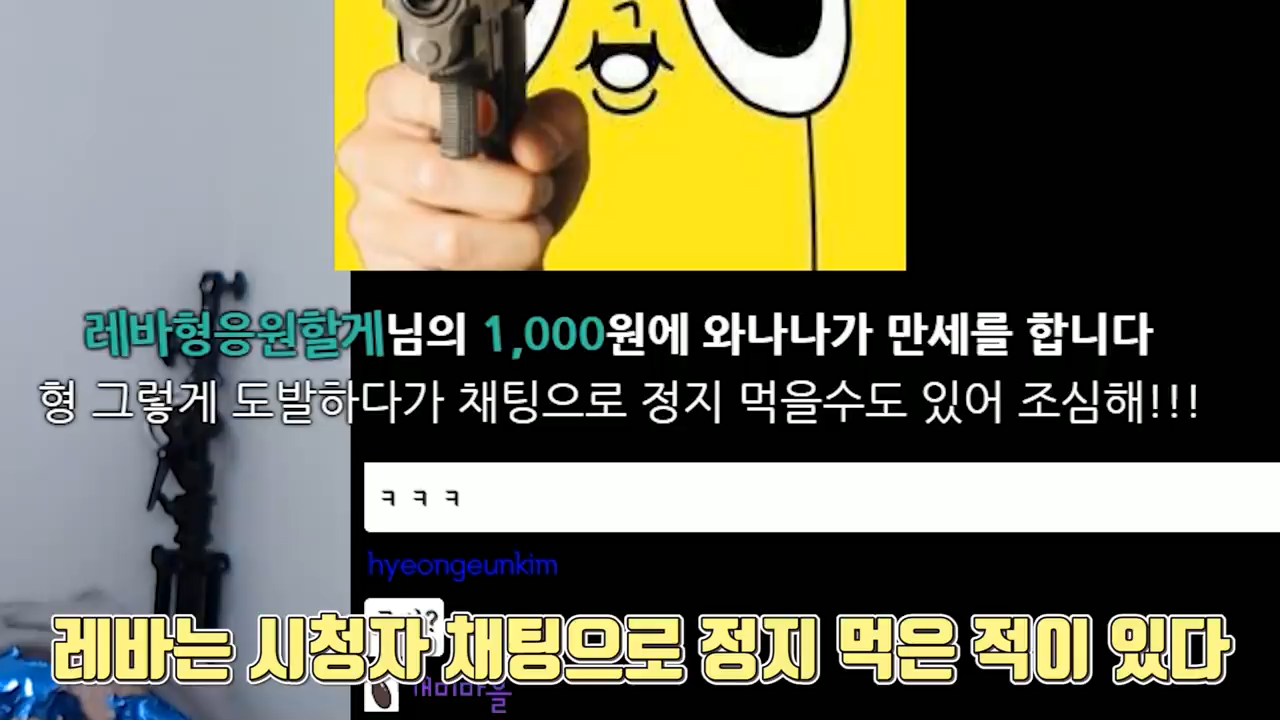 레바형응원할게님의 1,000원에 와나나가 만세를 합니다
형 그렇게 도발하다가 채팅으로 정지 먹을수도 있어 조심해!!!
ㅋ ㅋ ㅋ
hyeongeunkim
레바는 시청자 채팅으로 정지 먹은 적이 있다